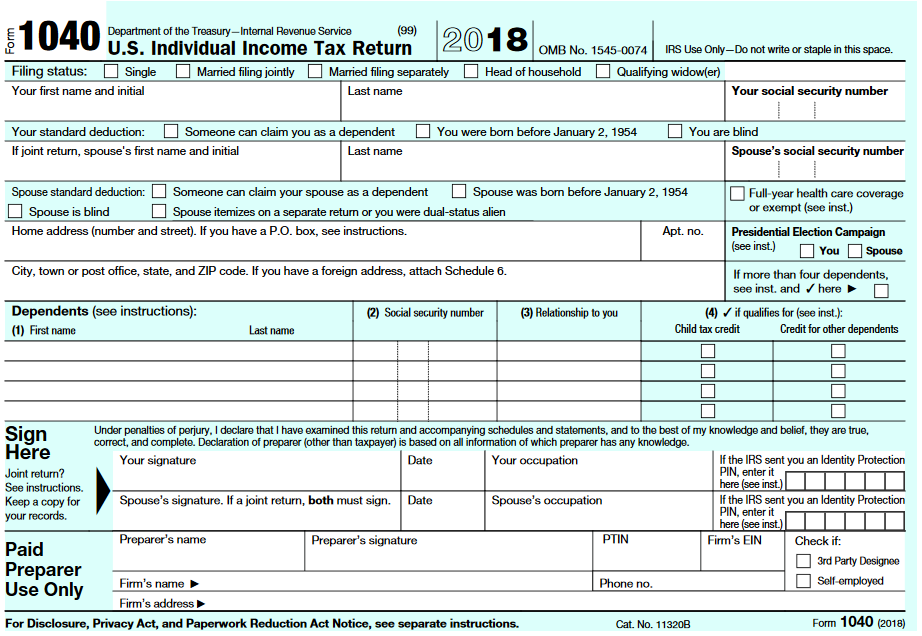 Form 1040 Department of the Treasury—Internal Revenue Service (99)
U.S. Individual Income Tax Return 2018 OMB No. 1545-0074 IRS Use Only—Do not write or staple in this space.
Filing status: Single Married filing jointly Married filing separately Head of household Qualifying widow(er)
Your first name and initial Last name Your social security number
Your standard deduction: Someone can claim you as a dependent You were born before January 2, 1954 You are blind
If joint return, spouse's first name and initial Last name Spouse's social security number
Spouse standard deduction: Someone can claim your spouse as a dependent Spouse was born before January 2, 1954
Spouse is blind Spouse itemizes on a separate return or you were dual-status alien
Full-year health care coverage
or exempt (see inst.)
Home address (number and street). If you have a P.O. box, see instructions. Apt. no.
Presidential Election Campaign
(see inst.) You Spouse
City, town or post office, state, and ZIP code. If you have a foreign address, attach Schedule 6.
If more than four dependents,
see inst. and ✓ here ►
Dependents (see instructions): (2) Social security number (3) Relationship to you (4) ✓ if qualifies for (see inst.):
(1) First name Last name Child tax credit Credit for other dependents
Sign
Here
Joint return?
See instructions.
Keep a copy for
your records.
Under penalties of perjury, I declare that I have examined this return and accompanying schedules and statements, and to the best of my knowledge and belief, they are true,
correct, and complete. Declaration of preparer (other than taxpayer) is based on all information of which preparer has any knowledge.
Your signature Date Your occupation
If the IRS sent you an Identity Protection
PIN, enter it
here (see inst.)
Spouse's signature. If a joint return, both must sign. Date Spouse's occupation
If the IRS sent you an Identity Protection
PIN, enter it
here (see inst.)
Paid
Preparer
Use Only
Preparer's name Preparer's signature PTIN Firm's EIN Check if:
3rd Party Designee
Self-employed
Firm's name ► Phone no.
Firm's address ►
For Disclosure, Privacy Act, and Paperwork Reduction Act Notice, see separate instructions. Cat. No. 11320B Form 1040 (2018)